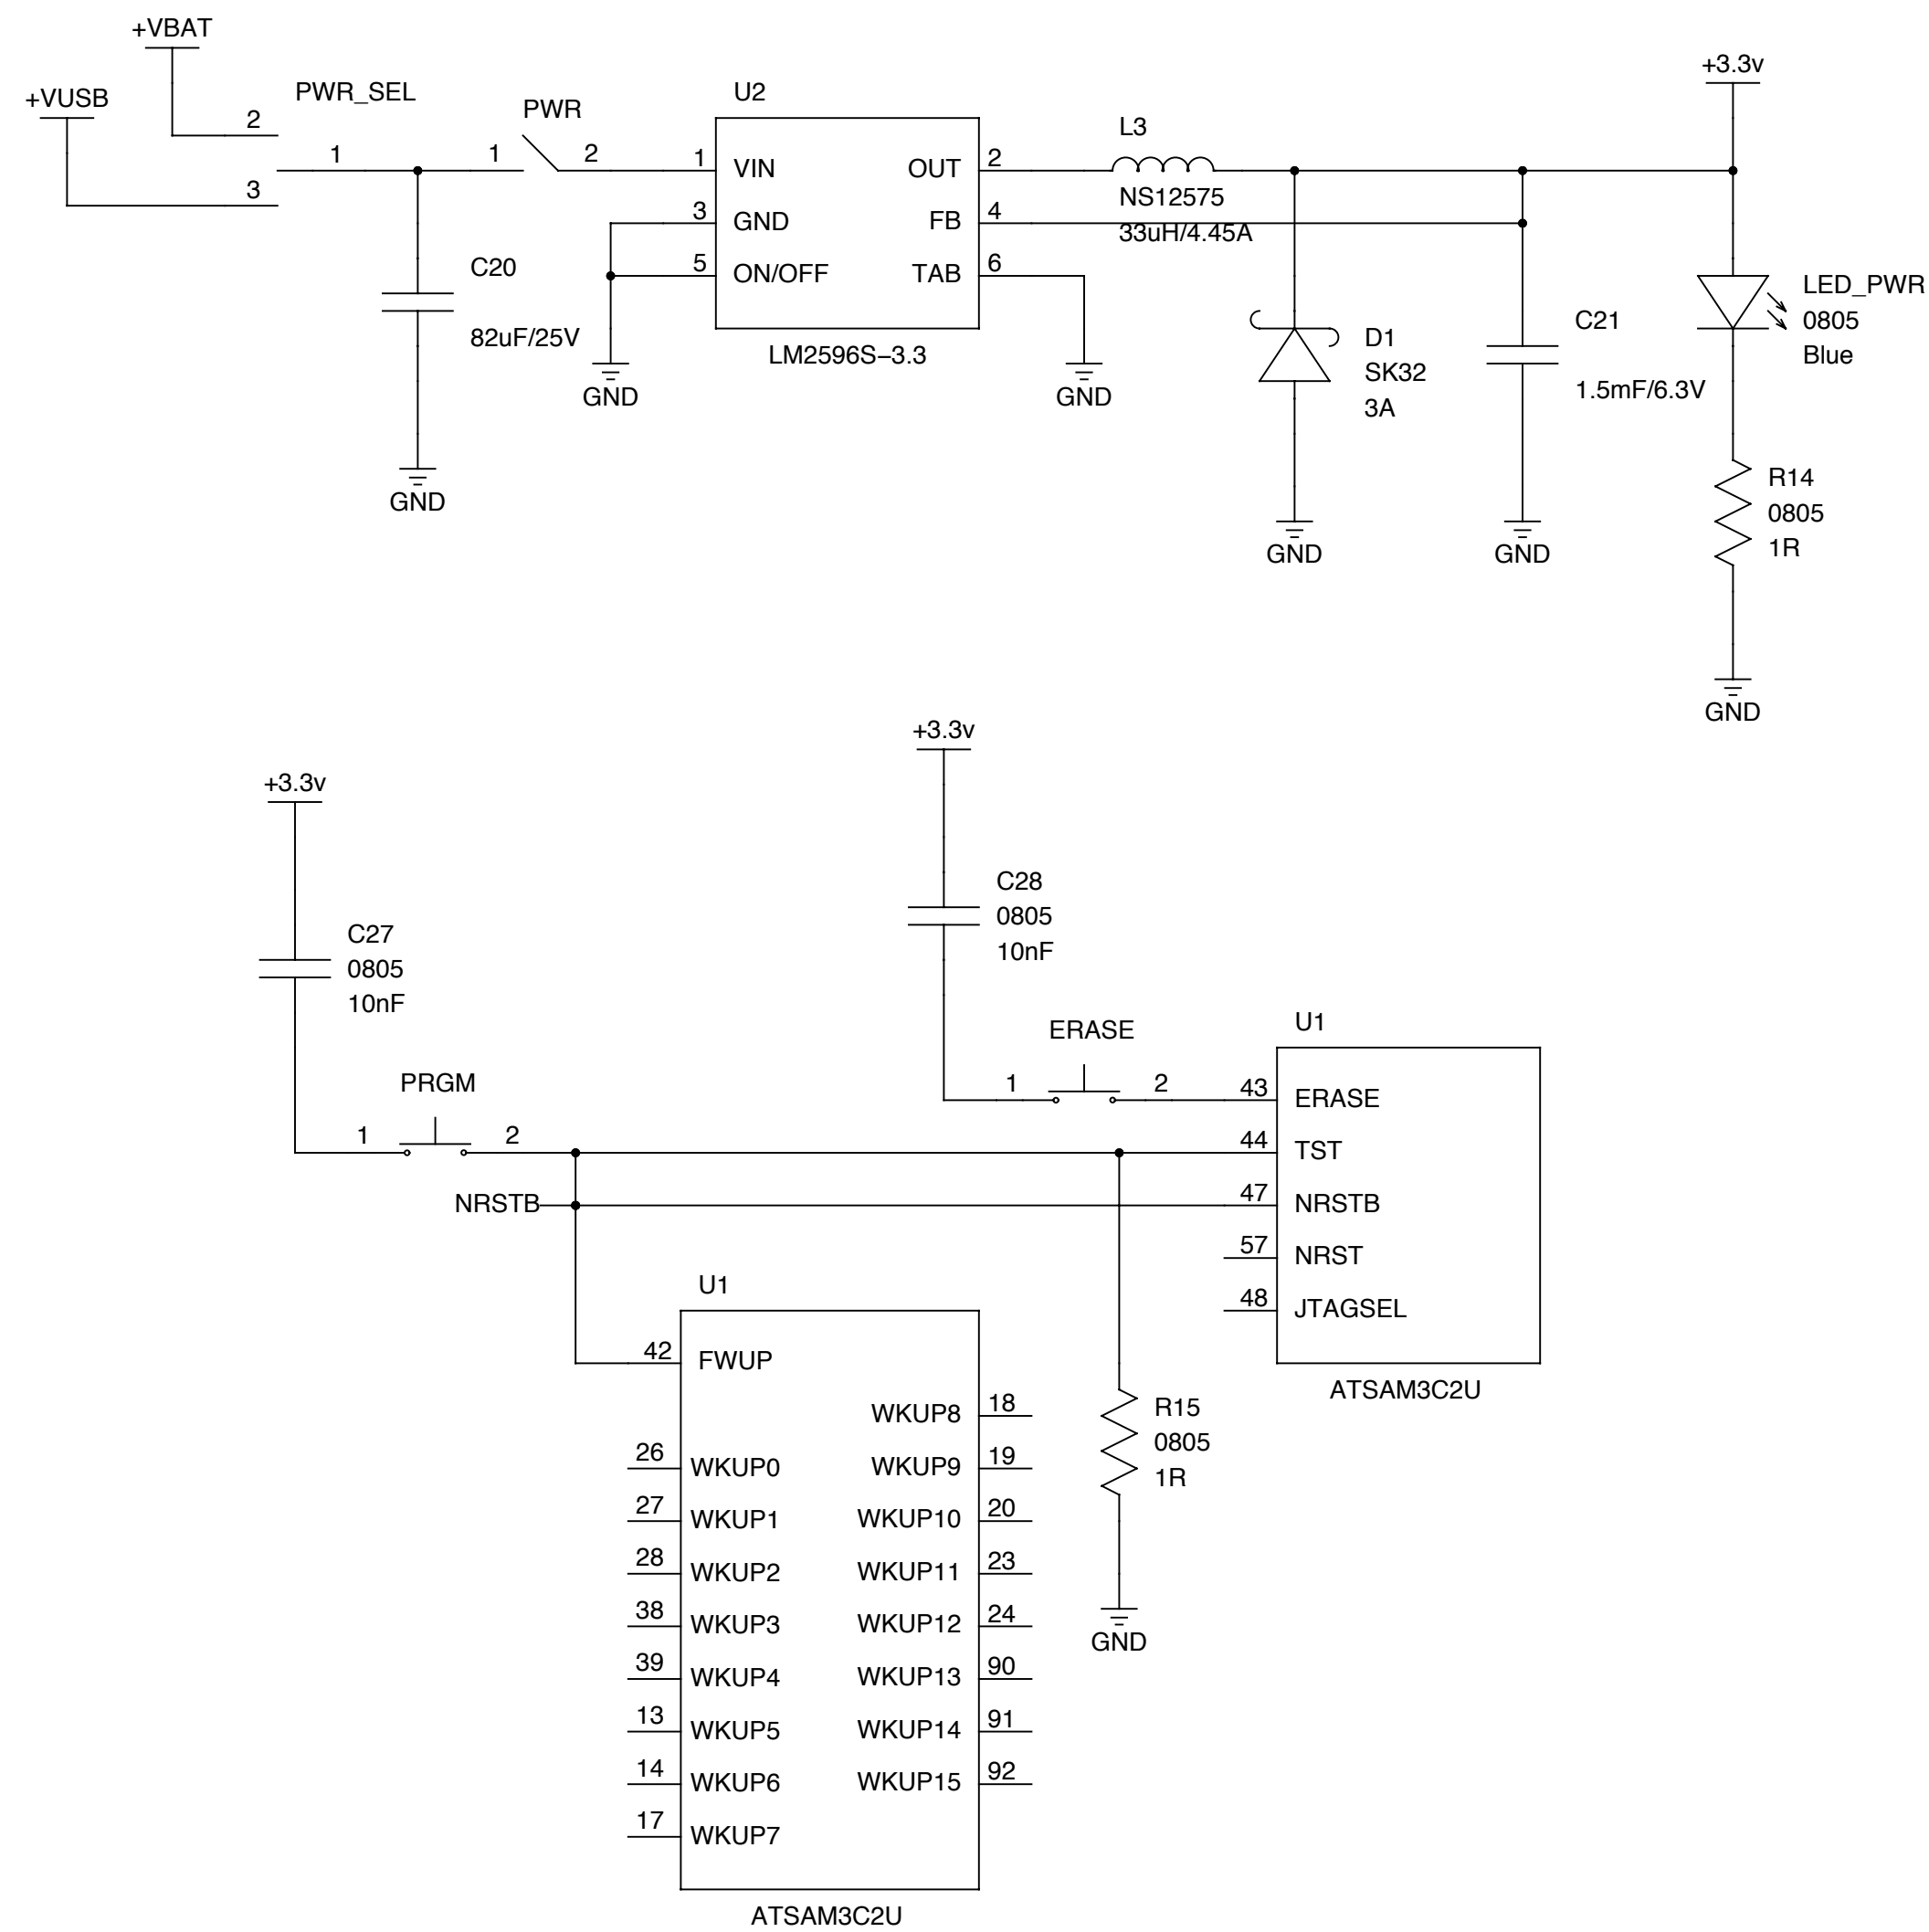 +VBAT
+VUSB
PWR_SEL
2
1
3
PWR
1
2
C20
82uF/25V
GND
U2
1
VIN
3
GND
5
ON/OFF
OUT
2
FB
4
TAB
6
LM2596S−3.3
GND
GND
L3
NS12575
33uH/4.45A
D1
SK32
3A
GND
C21
1.5mF/6.3V
GND
+3.3v
LED_PWR
0805
Blue
R14
0805
1R
GND
+3.3v
C27
0805
10nF
PRGM
1
2
NRSTB
+3.3v
C28
0805
10nF
ERASE
1
2
U1
43
ERASE
44
TST
47
NRSTB
57
NRST
48
JTAGSEL
ATSAM3C2U
U1
42
FWUP
26
WKUP0
27
WKUP1
28
WKUP2
38
WKUP3
39
WKUP4
13
WKUP5
14
WKUP6
17
WKUP7
WKUP8
18
WKUP9
19
WKUP10
20
WKUP11
23
WKUP12
24
WKUP13
90
WKUP14
91
WKUP15
92
ATSAM3C2U
R15
0805
1R
GND